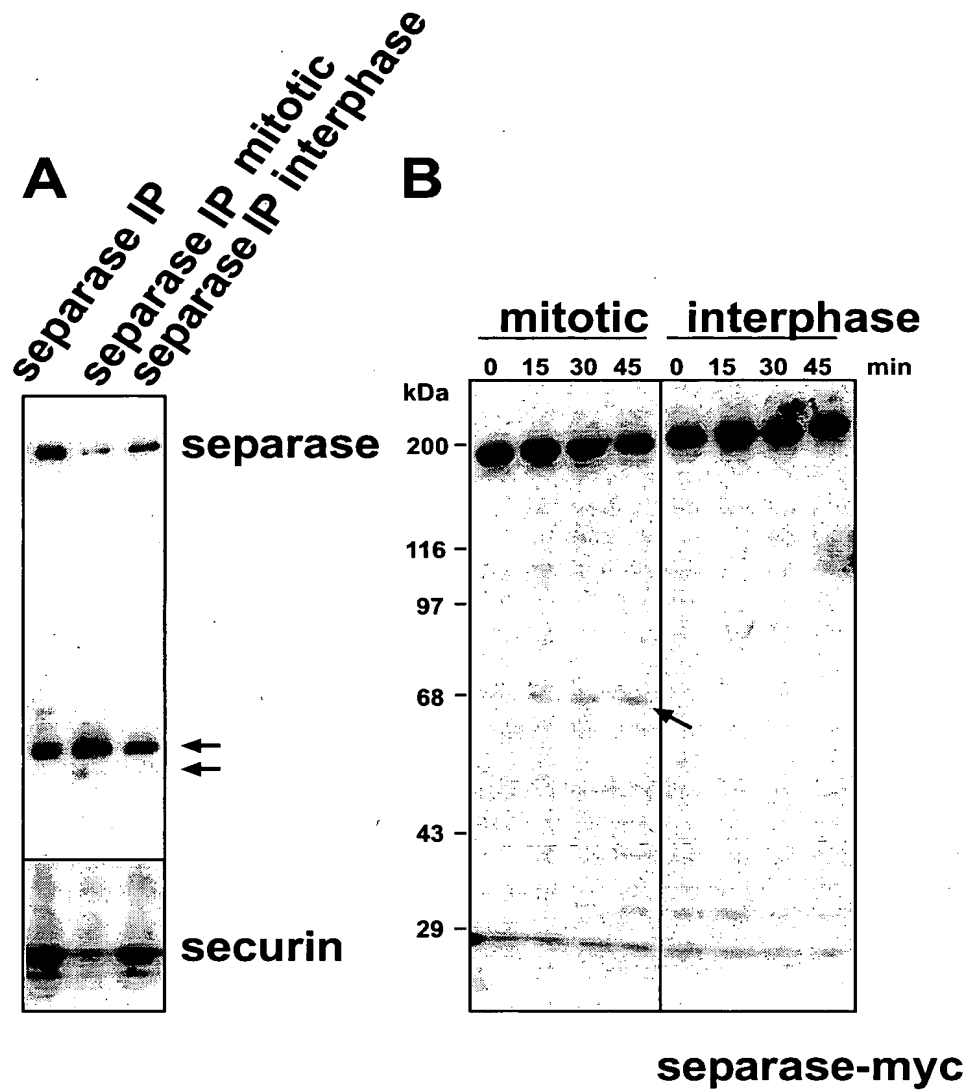 A
separase IP
separase IP mitotic
separase IP interphase
separase
securin
B
mitotic interphase
0 15 30 45 0 15 30 45 min
kDa
200
116
97
68
43
29
separase-myc